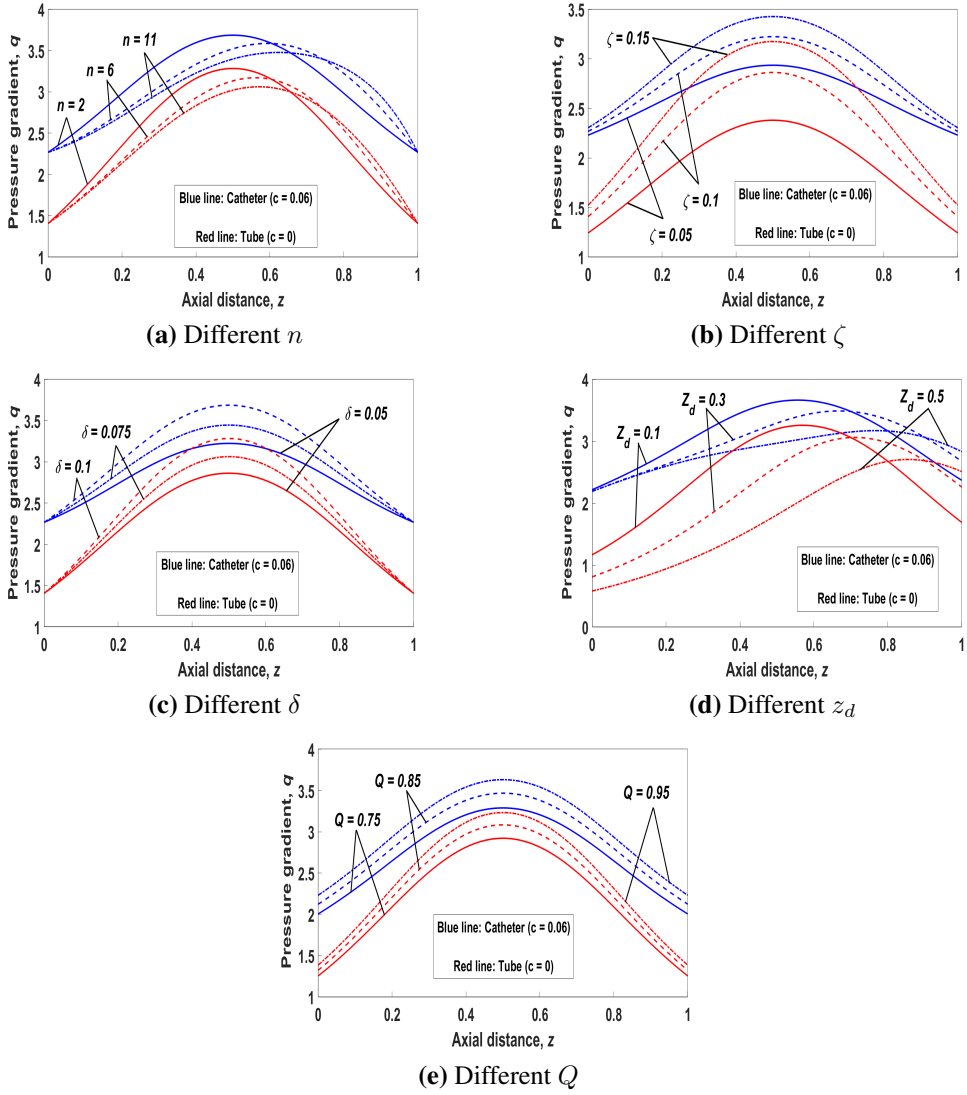 4
3.5
3
2.5
2
1.5
1
0
0.2
0.4
0.6
0.8
1
Pressure gradient, q
Axial distance, z
n = 11
n = 6
n = 2
Blue line: Catheter (c = 0.06)
Red line: Tube (c = 0)
(a) Different n
3.5
3
2.5
2
1.5
1
0
0.2
0.4
0.6
0.8
1
Pressure gradient, q
Axial distance, z
ζ = 0.15
ζ = 0.1
ζ = 0.05
Blue line: Catheter (c = 0.06)
Red line: Tube (c = 0)
(b) Different ζ
4
3.5
3
2.5
2
1.5
1
0
0.2
0.4
0.6
0.8
1
Pressure gradient, q
Axial distance, z
δ = 0.05
δ = 0.075
δ = 0.1
Blue line: Catheter (c = 0.06)
Red line: Tube (c = 0)
(c) Different δ
4
3
2
1
0
0
0.2
0.4
0.6
0.8
1
Pressure gradient, q
Axial distance, z
Z_d = 0.3
Z_d = 0.5
Z_d = 0.1
Blue line: Catheter (c = 0.06)
Red line: Tube (c = 0)
(d) Different z_d
4
3.5
3
2.5
2
1.5
1
0
0.2
0.4
0.6
0.8
1
Pressure gradient, q
Axial distance, z
Q = 0.85
Q = 0.95
Q = 0.75
Blue line: Catheter (c = 0.06)
Red line: Tube (c = 0)
(e) Different Q